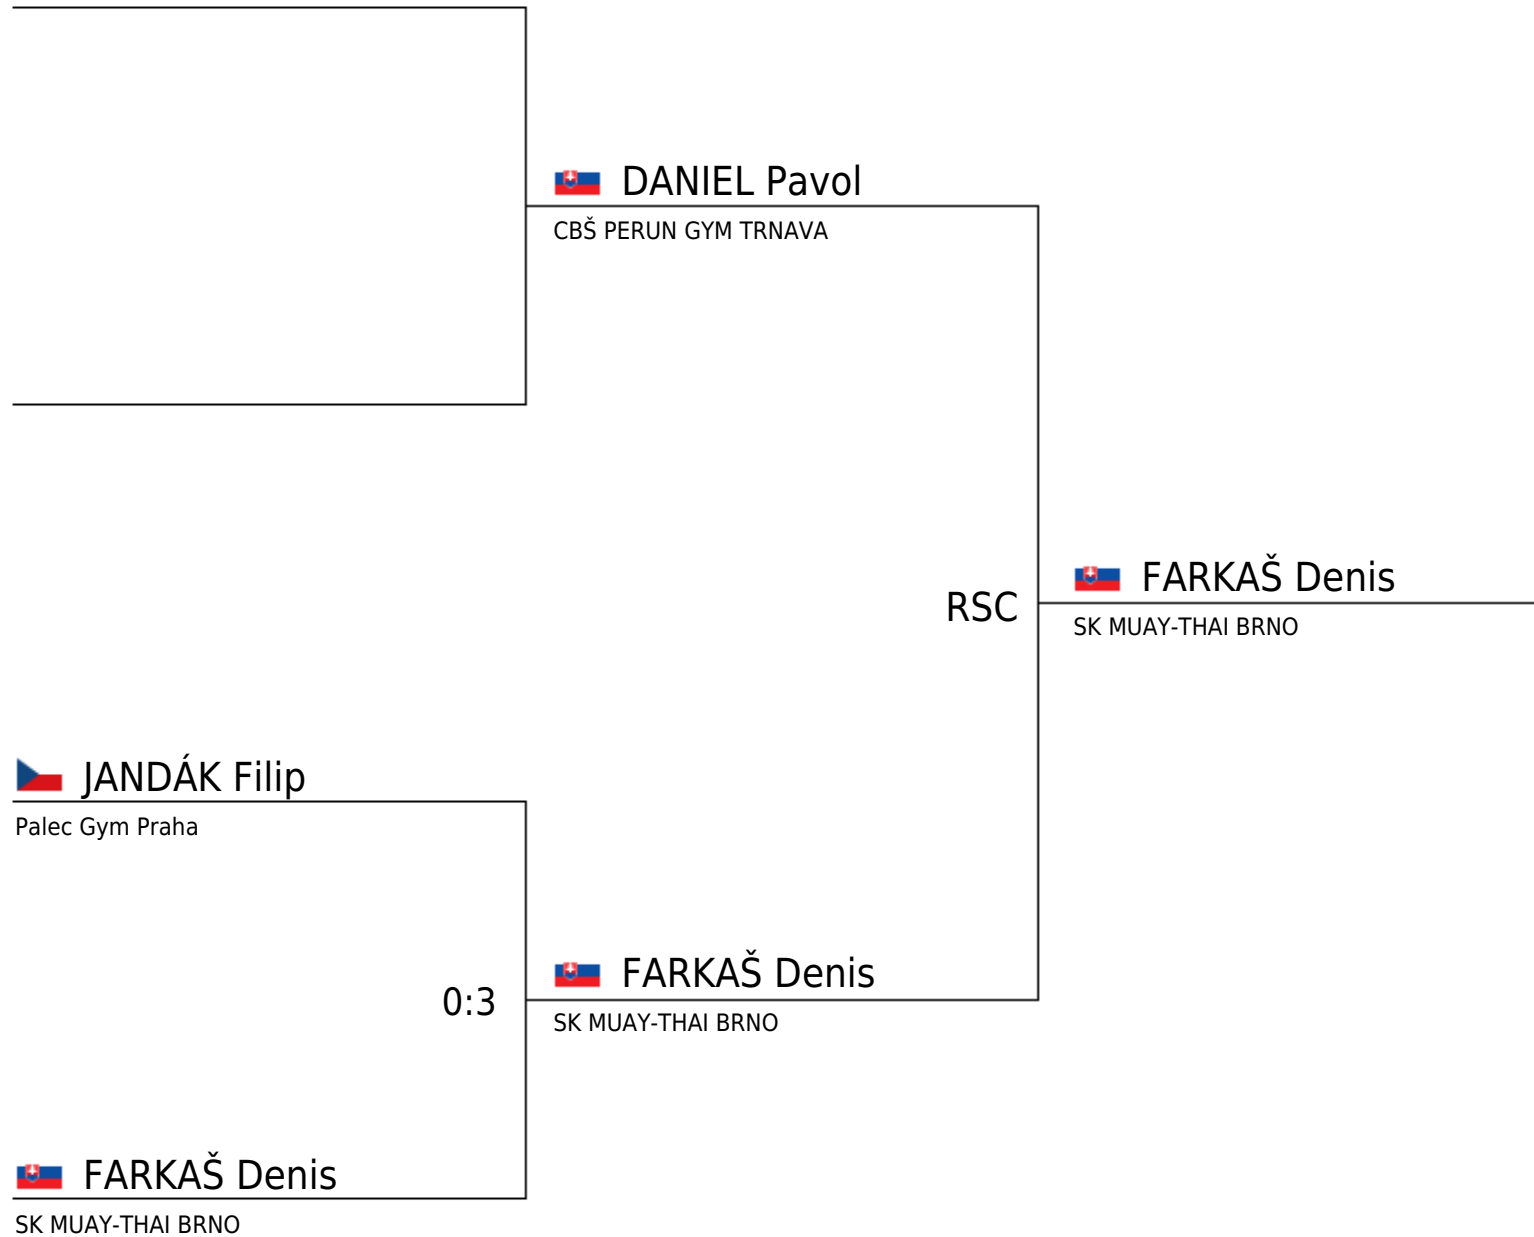 DANIEL Pavol
CBŠ PERUN GYM TRNAVA
RSC
FARKAŠ Denis
SK MUAY-THAI BRNO
JANDÁK Filip
Palec Gym Praha
0:3
FARKAŠ Denis
SK MUAY-THAI BRNO
FARKAŠ Denis
SK MUAY-THAI BRNO